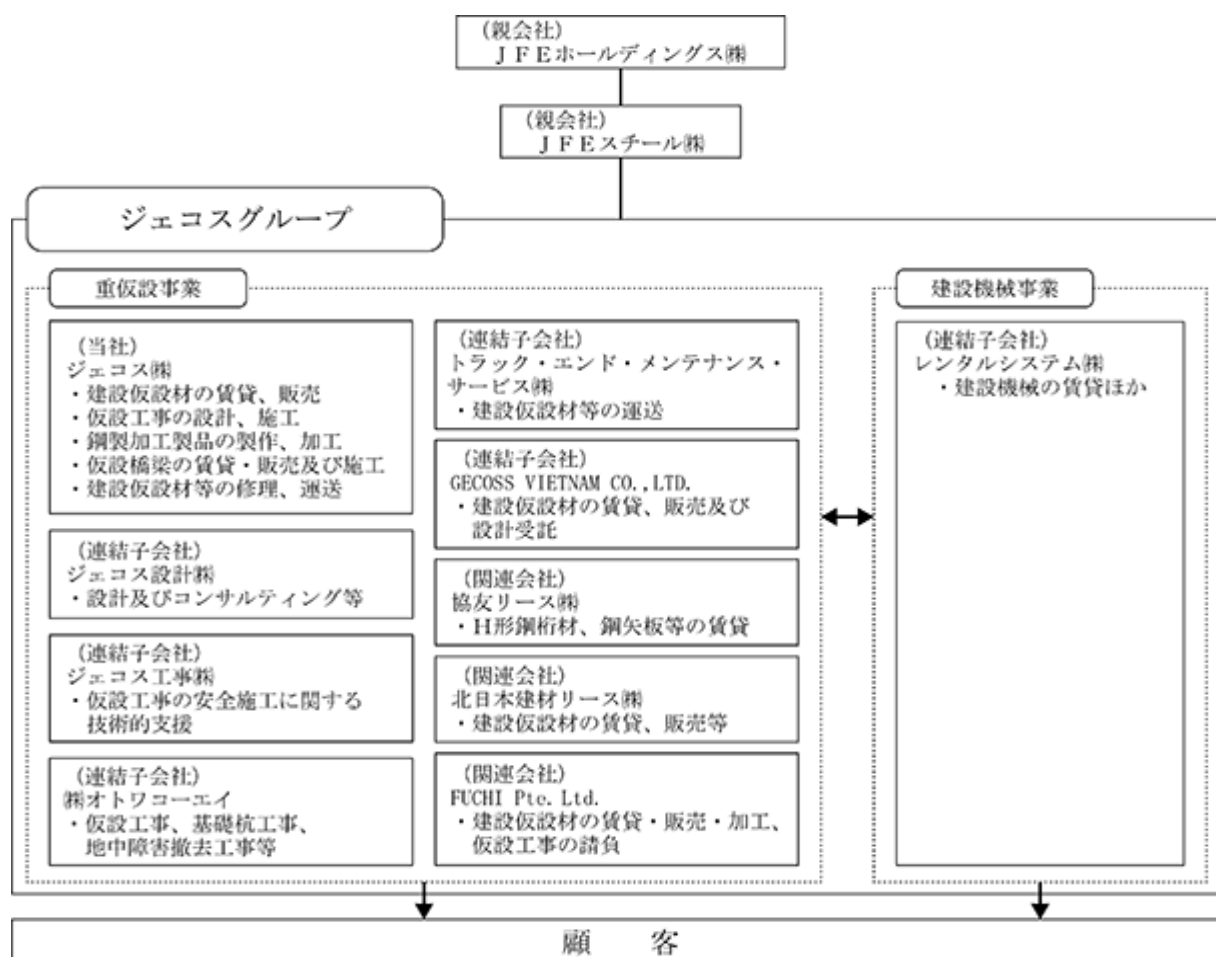 (親会社)
ＪＦＥホールディングス㈱
(親会社)
ＪＦＥスチール㈱
ジェコスグループ
重仮設事業
(当社)
ジェコス㈱
・建設仮設材の賃貸、販売
・仮設工事の設計、施工
・鋼製加工製品の製作、加工
・仮設橋梁の賃貸・販売及び施工
・建設仮設材等の修理、運送
(連結子会社)
ジェコス設計㈱
・設計及びコンサルティング等
(連結子会社)
ジェコス工事㈱
・仮設工事の安全施工に関する
技術的支援
(連結子会社)
㈱オトワコーエイ
・仮設工事、基礎杭工事、
地中障害撤去工事等
(連結子会社)
トラック・エンド・メンテナンス・
サービス㈱
・建設仮設材等の運送
(連結子会社)
GECOSS VIETNAM CO.,LTD.
・建設仮設材の賃貸、販売及び
設計受託
(関連会社)
協友リース㈱
・Ｈ形鋼桁材、鋼矢板等の賃貸
(関連会社)
北日本建材リース㈱
・建設仮設材の賃貸、販売等
(関連会社)
FUCHI Pte. Ltd.
・建設仮設材の賃貸・販売・加工、
仮設工事の請負
建設機械事業
(連結子会社)
レンタルシステム㈱
・建設機械の賃貸ほか
顧　　客